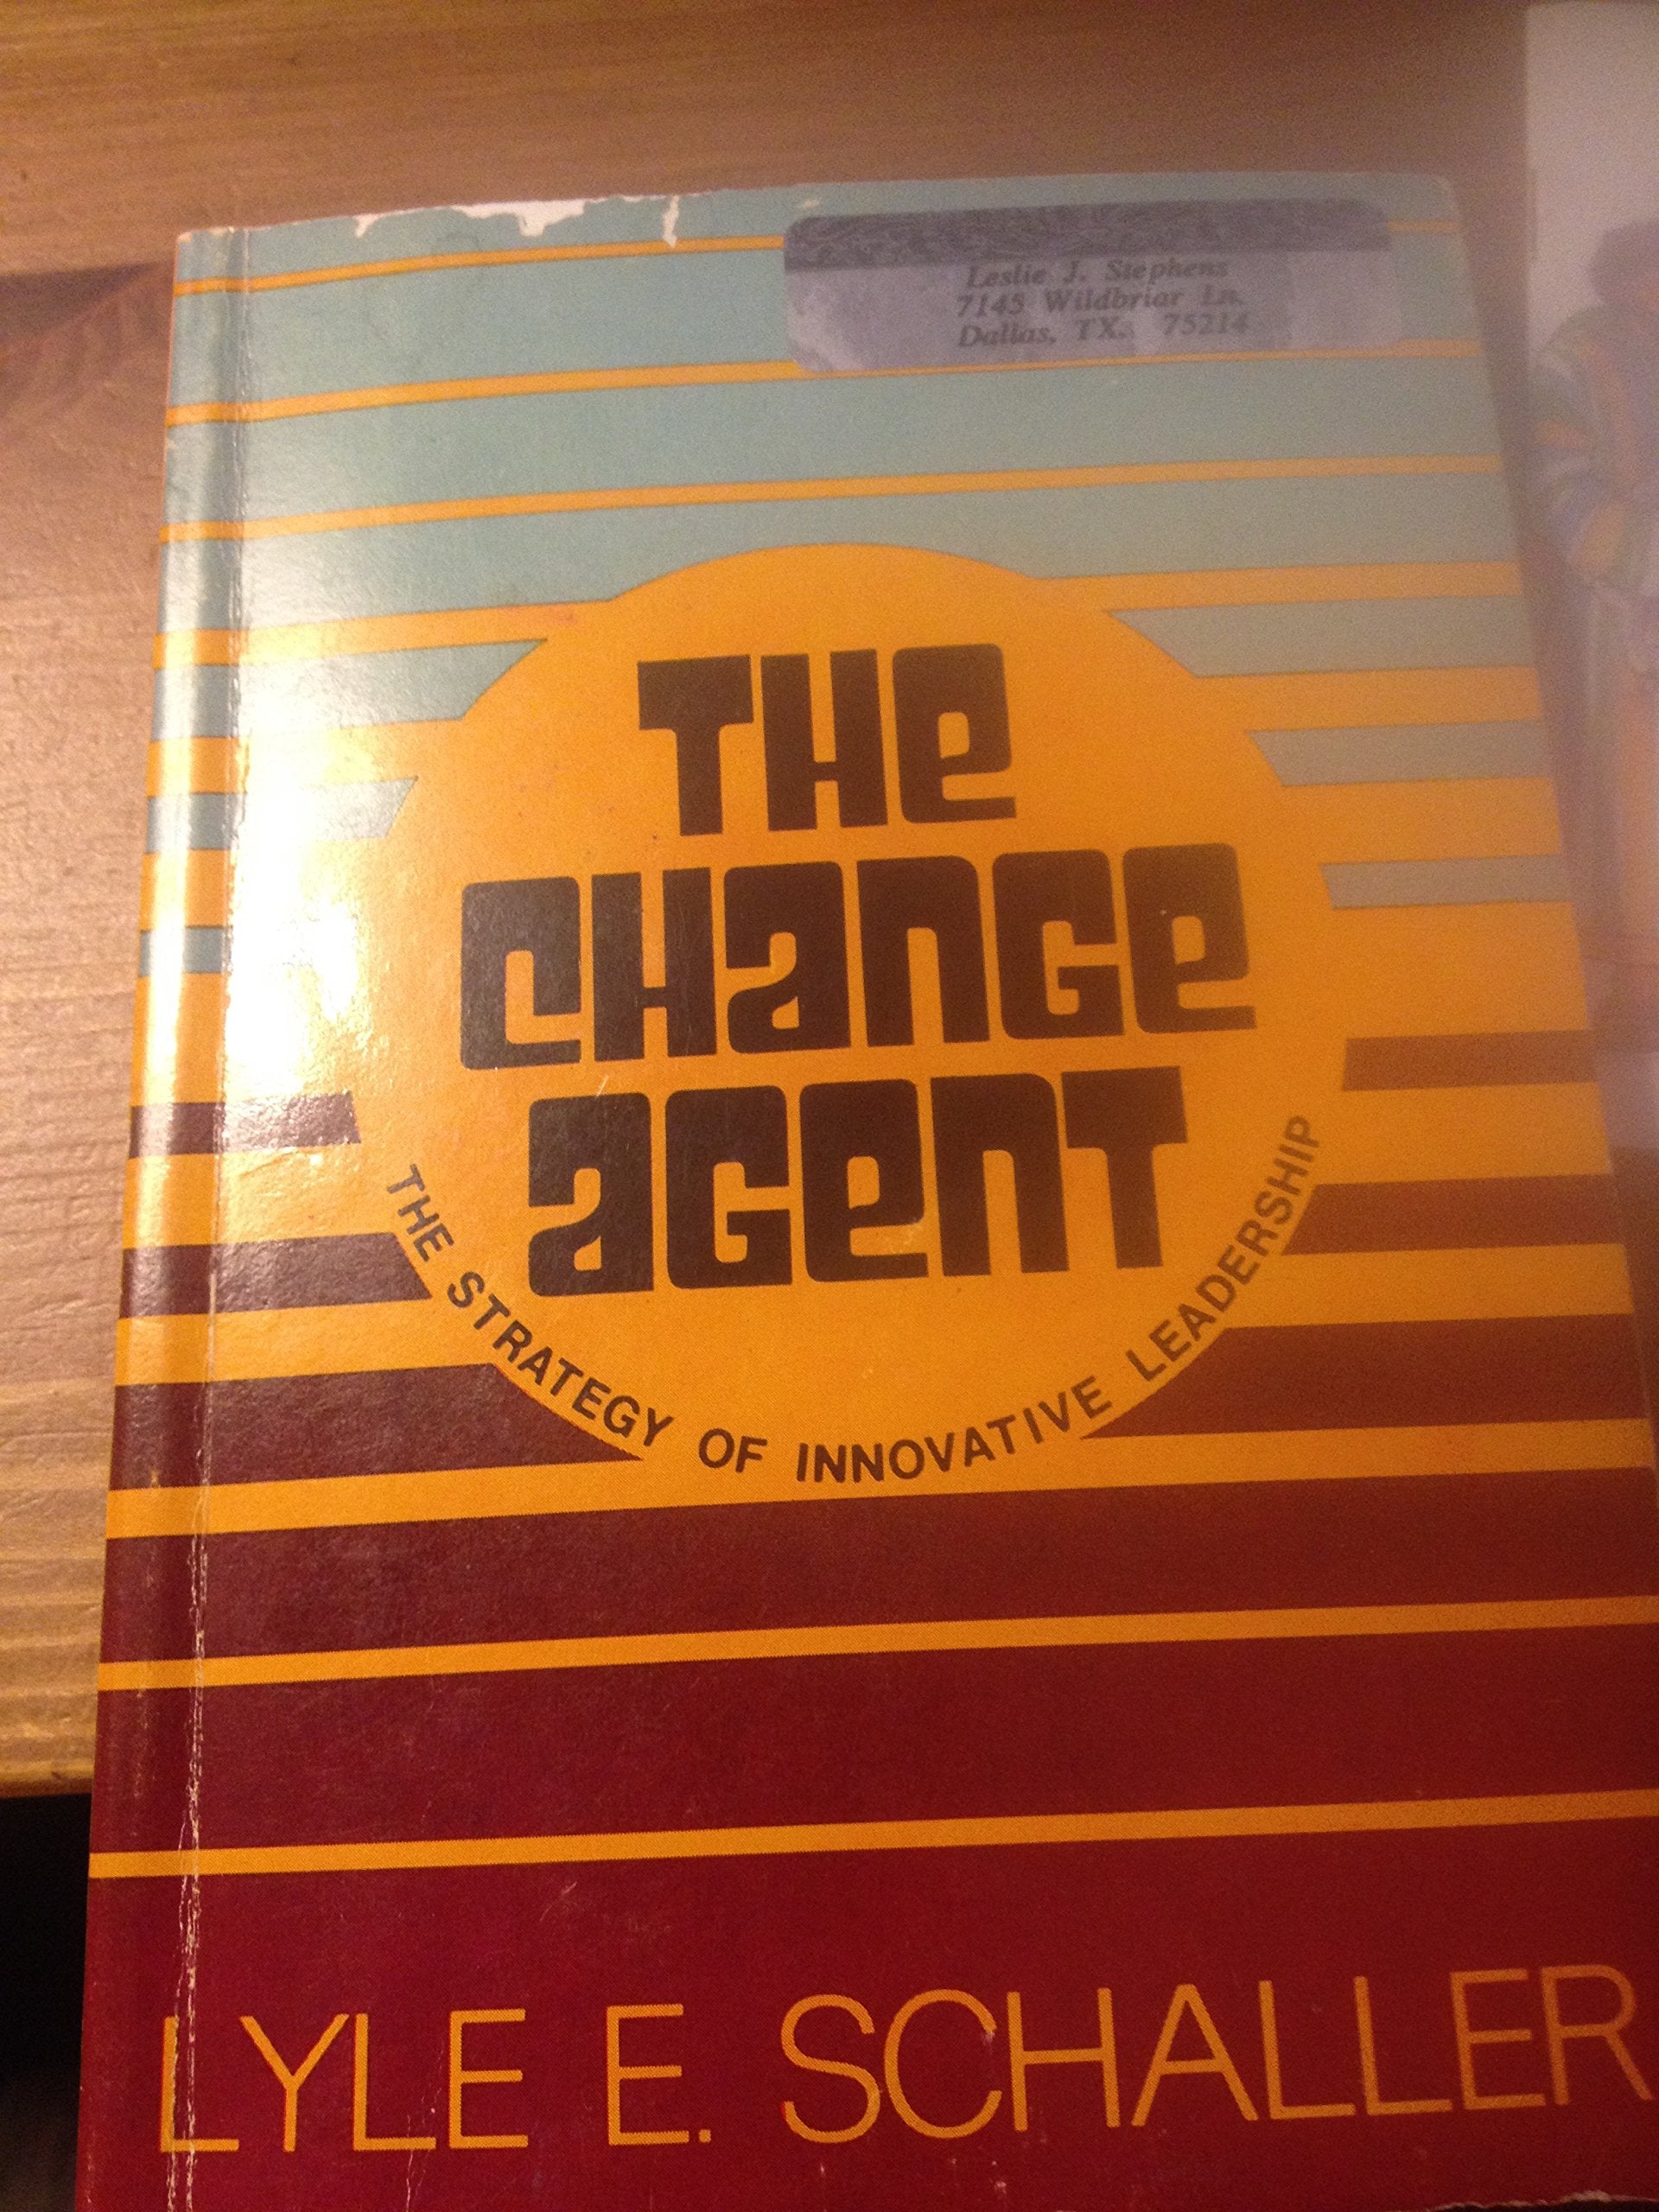 Leslie J. Stephens
7145 Wildbriar Ln.
Dallas, TX. 75214
THE
CHANGE
AGENT
THE STRATEGY OF INNOVATIVE LEADERSHIP
LYLE E. SCHALLER